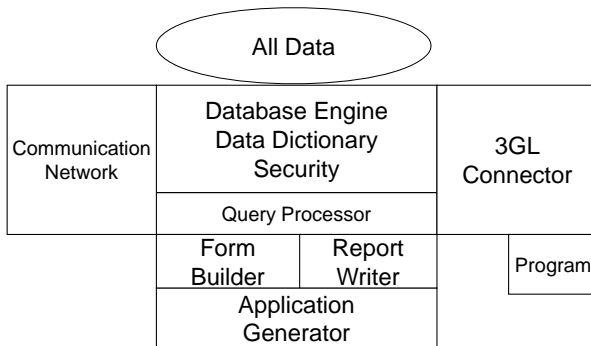 All Data
Communication
Network
Database Engine
Data Dictionary
Security
3GL
Connector
Query Processor
Form
Builder
Report
Writer
Program
Application
Generator